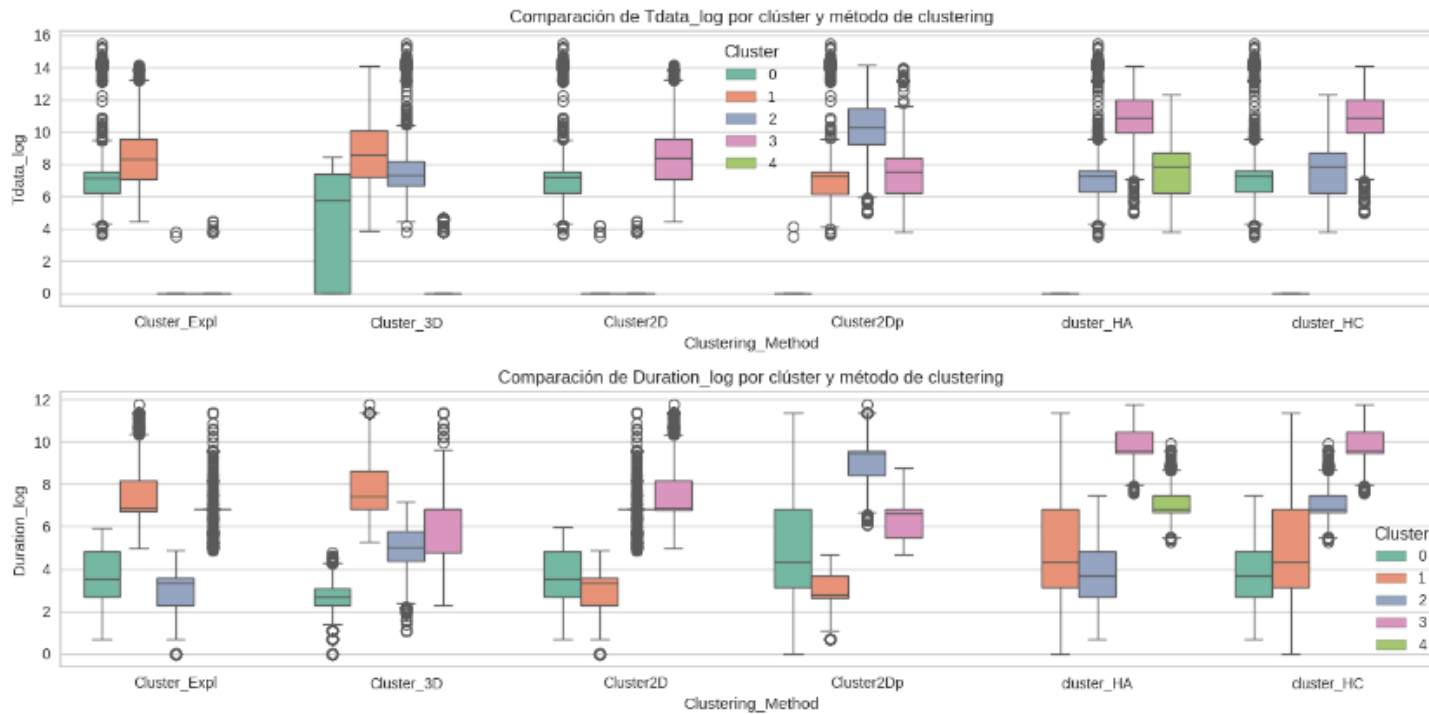 Comparación de Tdata_log por clúster y método de clustering
16
14
12
10
8
6
4
2
0
Tdata_log
Cluster
0
1
2
3
4
Cluster_Expl
Cluster_3D
Cluster2D
Cluster2Dp
cluster_HA
cluster_HC
Clustering_Method
Comparación de Duration_log por clúster y método de clustering
12
10
8
6
4
2
0
Duration_log
Cluster
0
1
2
3
4
Cluster_Expl
Cluster_3D
Cluster2D
Cluster2Dp
cluster_HA
cluster_HC
Clustering_Method